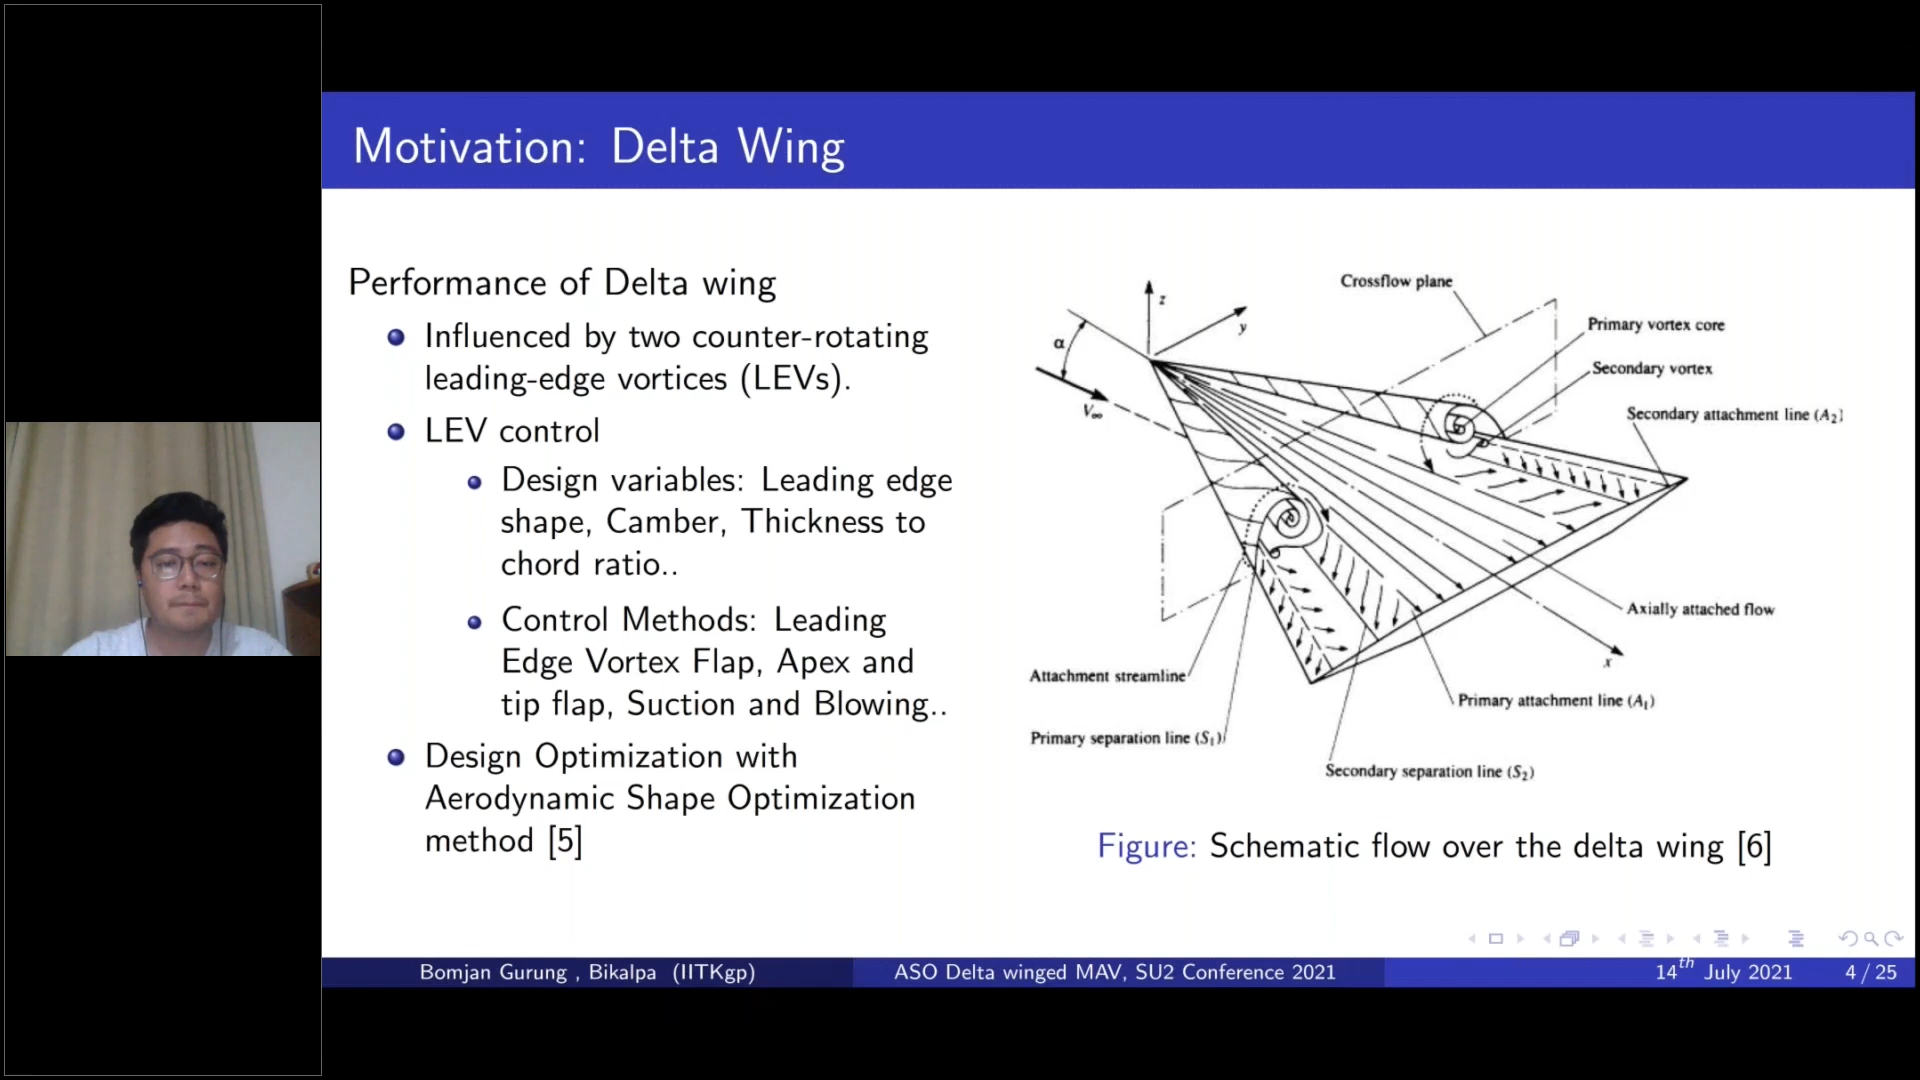 Motivation: Delta Wing
Performance of Delta wing
Influenced by two counter-rotating
leading-edge vortices (LEVs).
LEV control
Design variables: Leading edge
shape, Camber, Thickness to
chord ratio..
Control Methods: Leading
Edge Vortex Flap, Apex and
tip flap, Suction and Blowing..
Design Optimization with
Aerodynamic Shape Optimization
method [5]
Crossflow plane
z
y
Primary vortex core
α
Secondary vortex
V∞
Secondary attachment line (A₂)
Axially attached flow
x
Attachment streamline
Primary attachment line (A₁)
Primary separation line (S₁)
Secondary separation line (S₂)
Figure: Schematic flow over the delta wing [6]
Bomjan Gurung , Bikalpa (IITKgp)
ASO Delta winged MAV, SU2 Conference 2021
14th July 2021
4 / 25